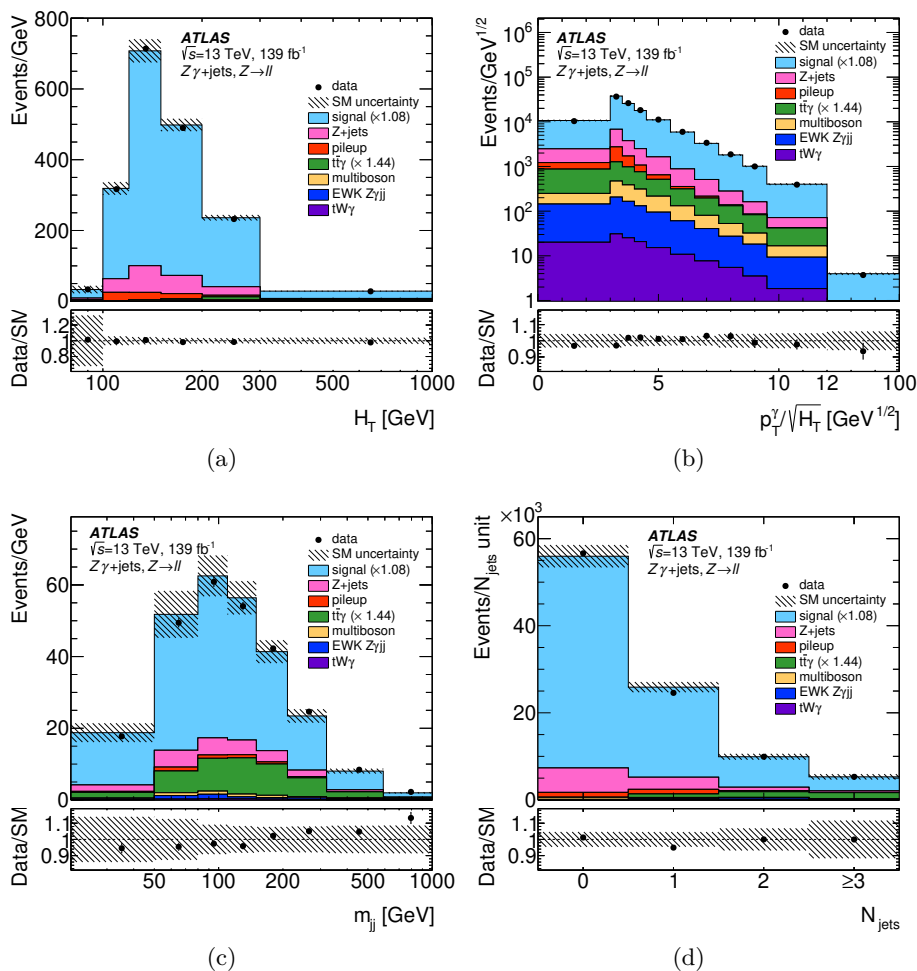 Events/GeV
800
600
400
200
0
ATLAS
√s=13 TeV, 139 fb⁻¹
Zγ+jets, Z→ll
data
SM uncertainty
signal (×1.08)
Z+jets
pileup
tt̄γ (× 1.44)
multiboson
EWK Zγjj
tW γ
Data/SM
1.2
1
0.8
100
200
300
1000
H_T [GeV]
(a)
Events/GeV^1/2
10⁷
10⁶
10⁵
10⁴
10³
10²
10
1
ATLAS
√s=13 TeV, 139 fb⁻¹
Zγ+jets, Z→ll
data
SM uncertainty
signal (×1.08)
Z+jets
pileup
tt̄γ (× 1.44)
multiboson
EWK Zγjj
tWγ
Data/SM
1.1
1
0.9
0
5
10
12
100
p_T^γ/√H_T [GeV^1/2]
(b)
Events/GeV
80
60
40
20
0
ATLAS
√s=13 TeV, 139 fb⁻¹
Zγ+jets, Z→ll
data
SM uncertainty
signal (×1.08)
Z+jets
pileup
tt̄γ (× 1.44)
multiboson
EWK Zγjj
tWγ
Data/SM
1.1
1
0.9
50
100
200
1000
m_jj [GeV]
(c)
Events/N_jets unit
×10³
60
40
20
0
ATLAS
√s=13 TeV, 139 fb⁻¹
Zγ+jets, Z→ll
data
SM uncertainty
signal (×1.08)
Z+jets
pileup
tt̄γ (× 1.44)
multiboson
EWK Zγjj
tWγ
Data/SM
1.1
1
0.9
0
1
2
≥3
N_jets
(d)